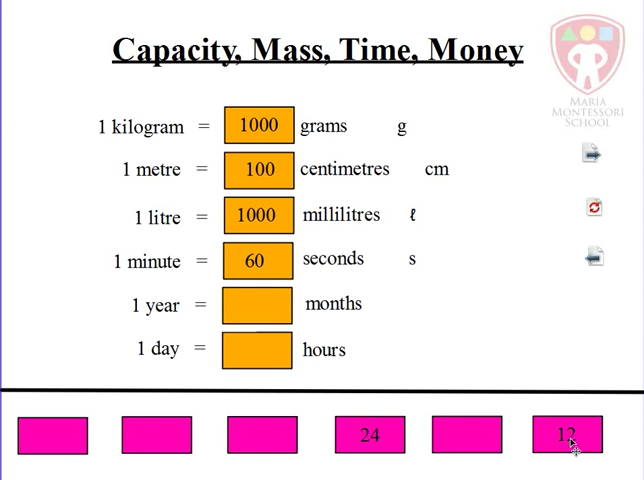 Capacity, Mass, Time, Money
MARIA
MONTESSORI
SCHOOL
1 kilogram = 1000 grams g
1 metre = 100 centimetres cm
1 litre = 1000 millilitres ℓ
1 minute = 60 seconds s
1 year = months
1 day = hours
24 12